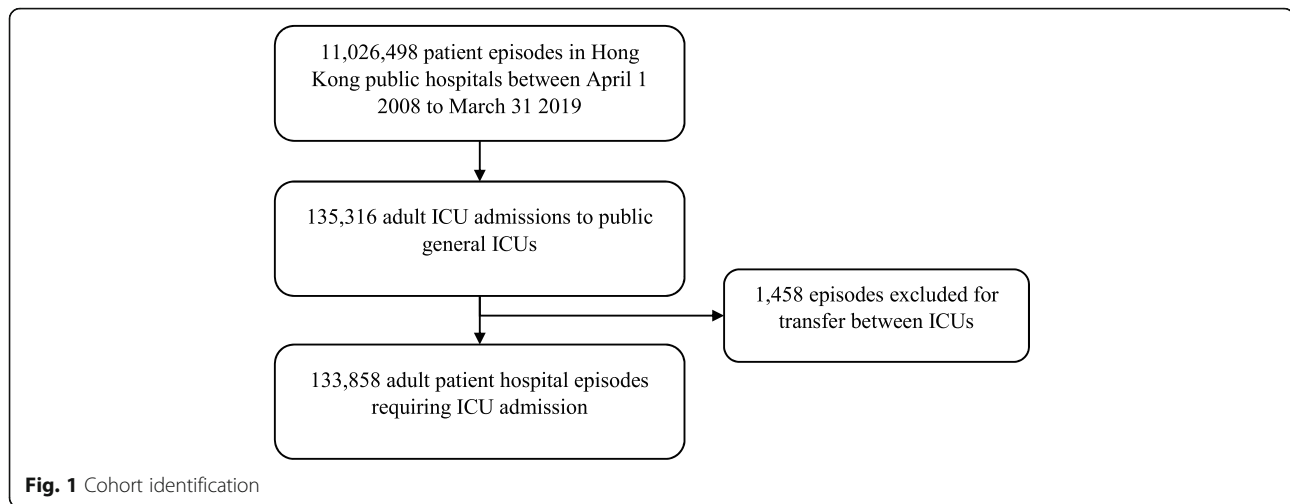 11,026,498 patient episodes in Hong
Kong public hospitals between April 1
2008 to March 31 2019
135,316 adult ICU admissions to public
general ICUs
1,458 episodes excluded for
transfer between ICUs
133,858 adult patient hospital episodes
requiring ICU admission
Fig. 1 Cohort identification